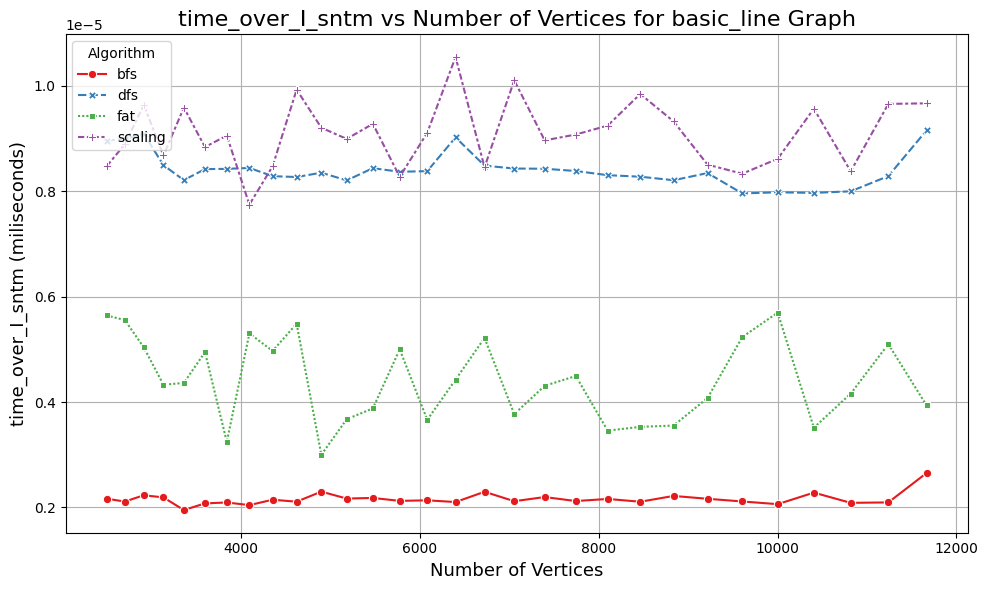 time_over_I_sntm vs Number of Vertices for basic_line Graph
1e−5
Algorithm
bfs
dfs
fat
scaling
1.0
0.8
0.6
0.4
0.2
time_over_I_sntm (miliseconds)
4000
6000
8000
10000
12000
Number of Vertices